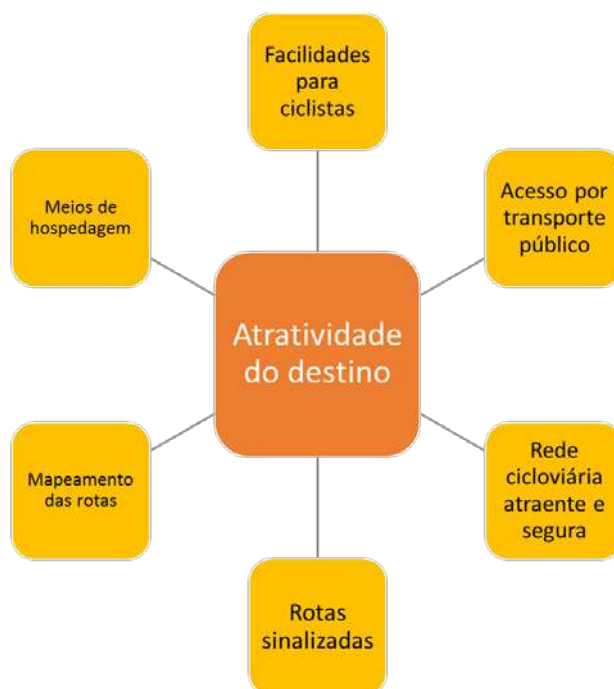 Facilidades
para
ciclistas
Meios de
hospedagem
Acesso por
transporte
público
Atratividade
do destino
Mapeamento
das rotas
Rede
cicloviária
atraente e
segura
Rotas
sinalizadas